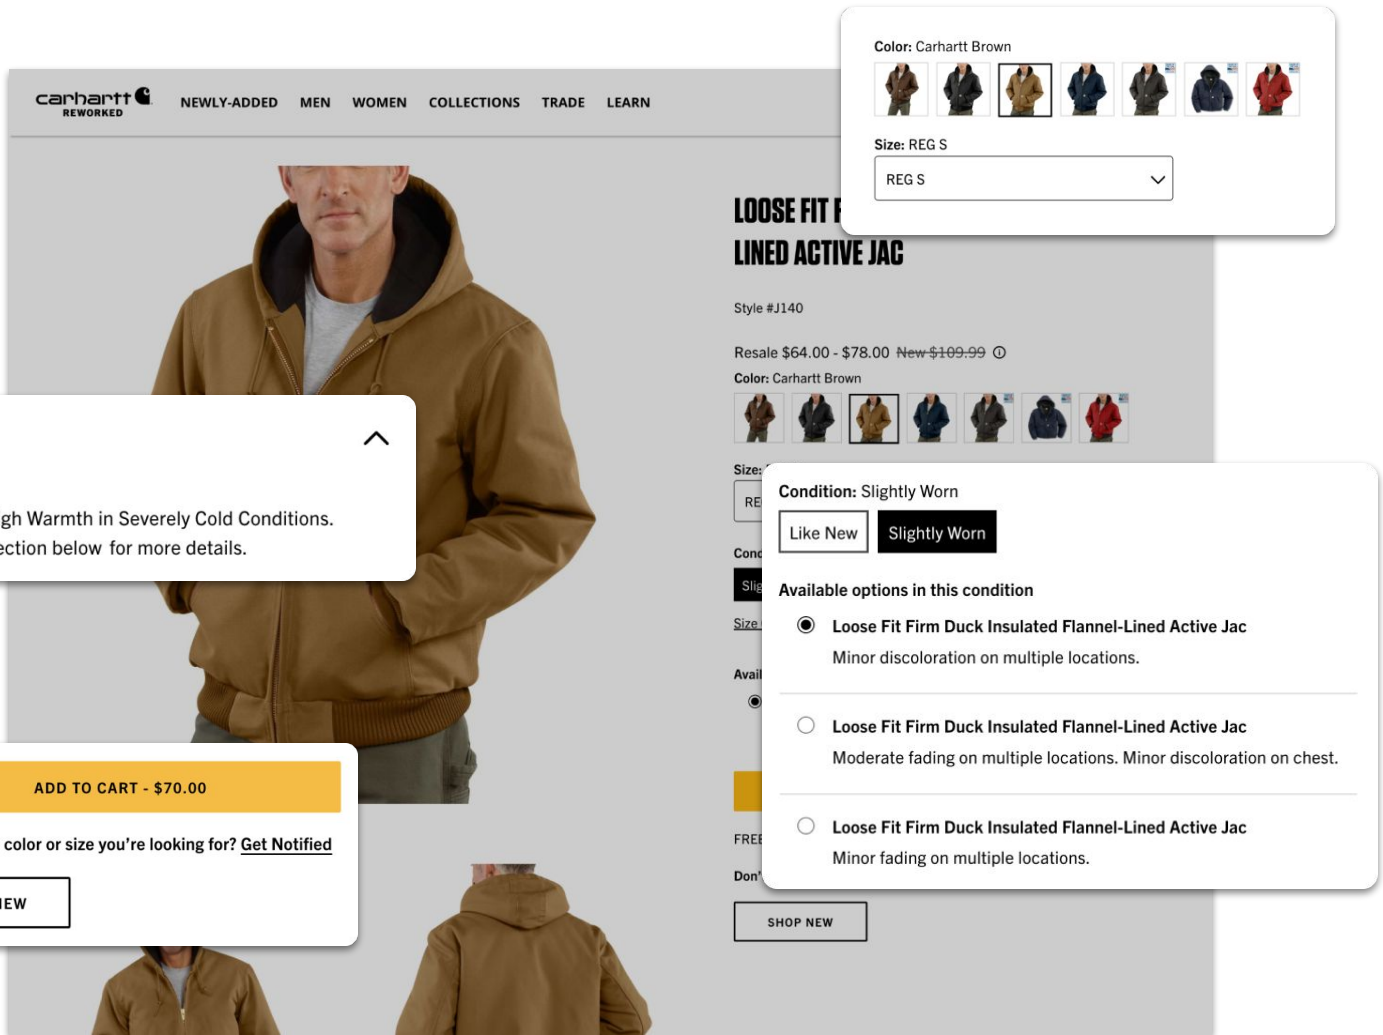 Color: Carhartt Brown
Size: REG S
REG S
carhartt
REWORKED
NEWLY-ADDED MEN WOMEN COLLECTIONS TRADE LEARN
LOOSE FIT
LINED ACTIVE JAC
Style #J140
Resale $64.00 - $78.00 New $109.99
Color: Carhartt Brown
Size:
Condition: Slightly Worn
Like New Slightly Worn
Available options in this condition
Loose Fit Firm Duck Insulated Flannel-Lined Active Jac
Minor discoloration on multiple locations.
Loose Fit Firm Duck Insulated Flannel-Lined Active Jac
Moderate fading on multiple locations. Minor discoloration on chest.
Loose Fit Firm Duck Insulated Flannel-Lined Active Jac
Minor fading on multiple locations.
Size
FREE
Don'
SHOP NEW
gh Warmth in Severely Cold Conditions.
ection below for more details.
ADD TO CART - $70.00
color or size you’re looking for? Get Notified
IEW